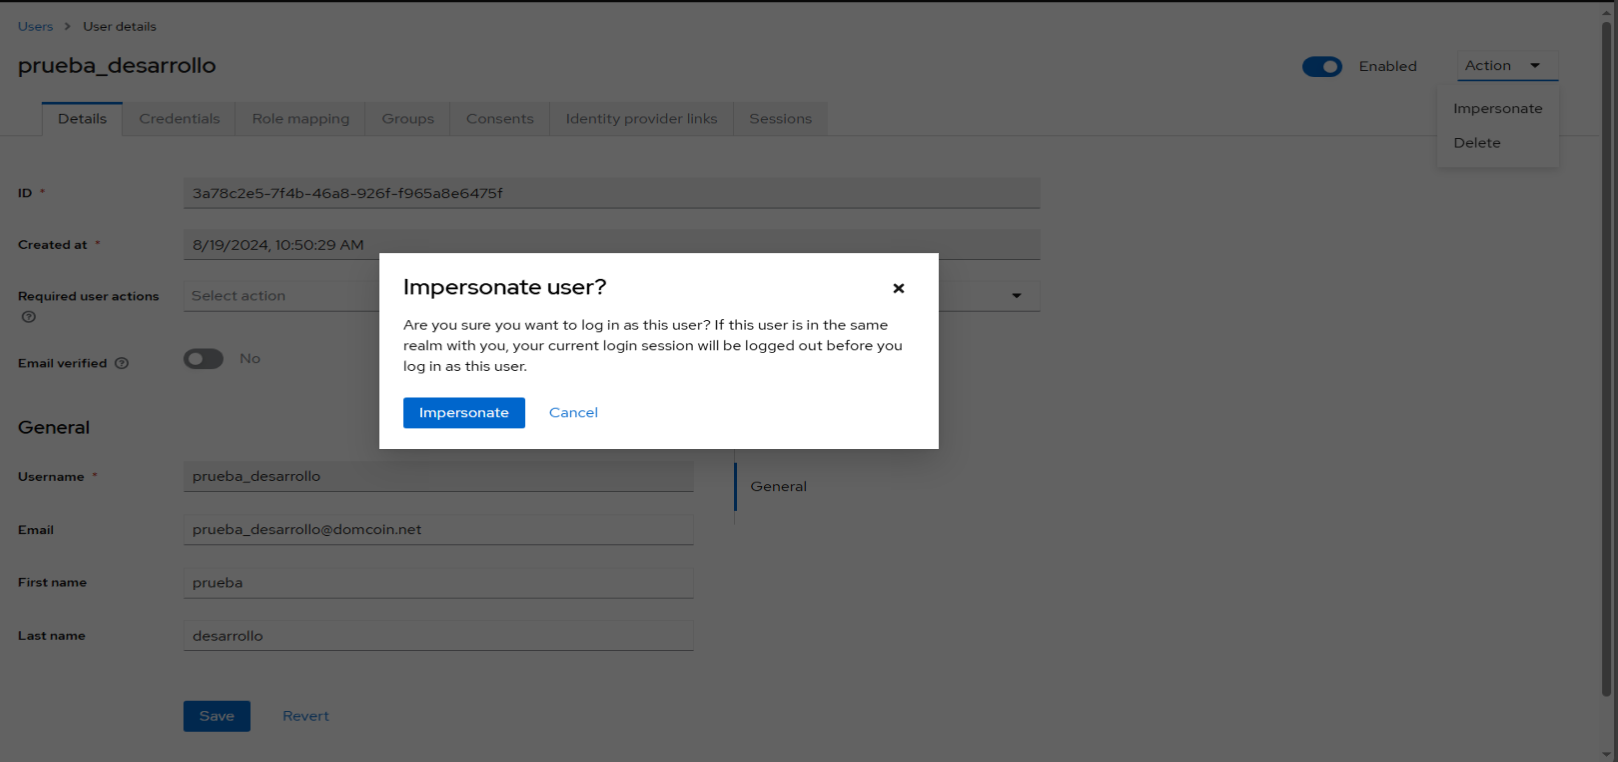 Users > User details
prueba_desarrollo
Enabled
Action
Impersonate
Delete
Details
Credentials
Role mapping
Groups
Consents
Identity provider links
Sessions
ID *
3a78c2e5-7f4b-46a8-926f-f965a8e6475f
Created at *
8/19/2024, 10:50:29 AM
Required user actions
Select action
Email verified
No
Impersonate user?
Are you sure you want to log in as this user? If this user is in the same
realm with you, your current login session will be logged out before you
log in as this user.
Impersonate
Cancel
General
General
Username *
prueba_desarrollo
Email
prueba_desarrollo@domcoin.net
First name
prueba
Last name
desarrollo
Save
Revert